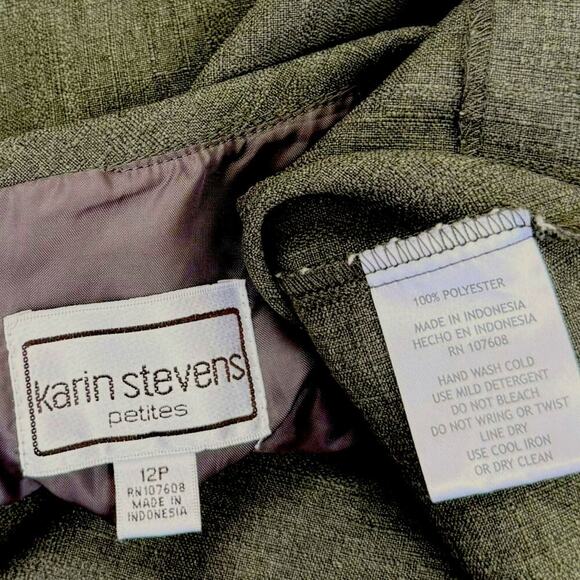 karin stevens
petites
12P
RN107608
MADE IN
INDONESIA
100% POLYESTER
MADE IN INDONESIA
HECHO EN INDONESIA
RN 107608
HAND WASH COLD
USE MILD DETERGENT
DO NOT BLEACH
DO NOT WRING OR TWIST
LINE DRY
USE COOL IRON
OR DRY CLEAN